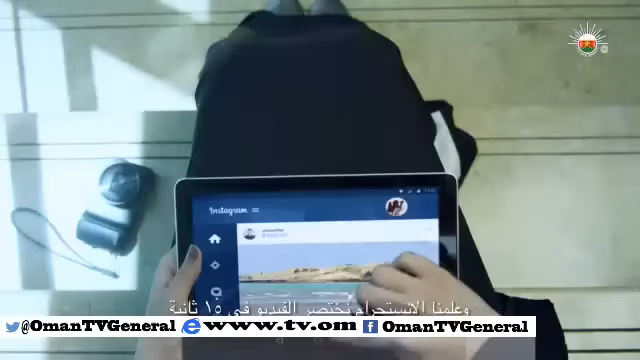 Instagram
وعلمنا الانستجرام نختصر الفيديو في ١٥ ثانية
@OmanTVGeneral www.tv.om OmanTVGeneral